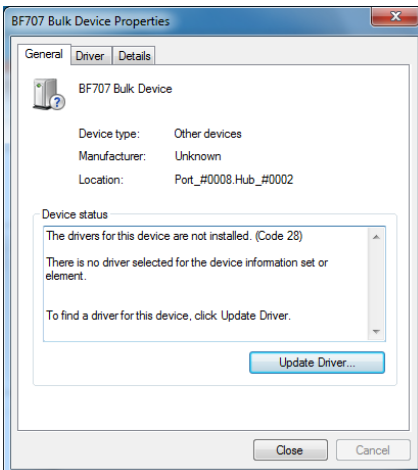 BF707 Bulk Device Properties
General Driver Details
BF707 Bulk Device
Device type: Other devices
Manufacturer: Unknown
Location: Port_#0008.Hub_#0002
Device status
The drivers for this device are not installed. (Code 28)
There is no driver selected for the device information set or
element.
To find a driver for this device, click Update Driver.
Update Driver...
Close Cancel